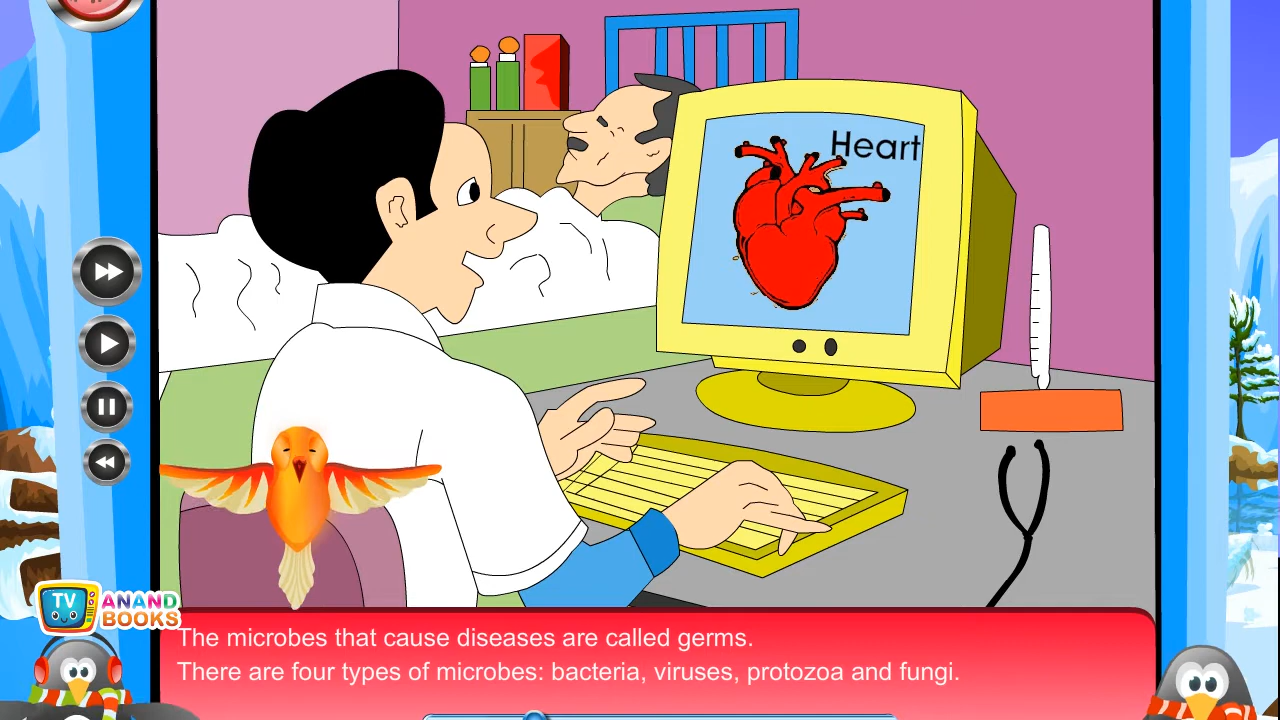 Heart
TV
ANAND
BOOKS
The microbes that cause diseases are called germs.
There are four types of microbes: bacteria, viruses, protozoa and fungi.